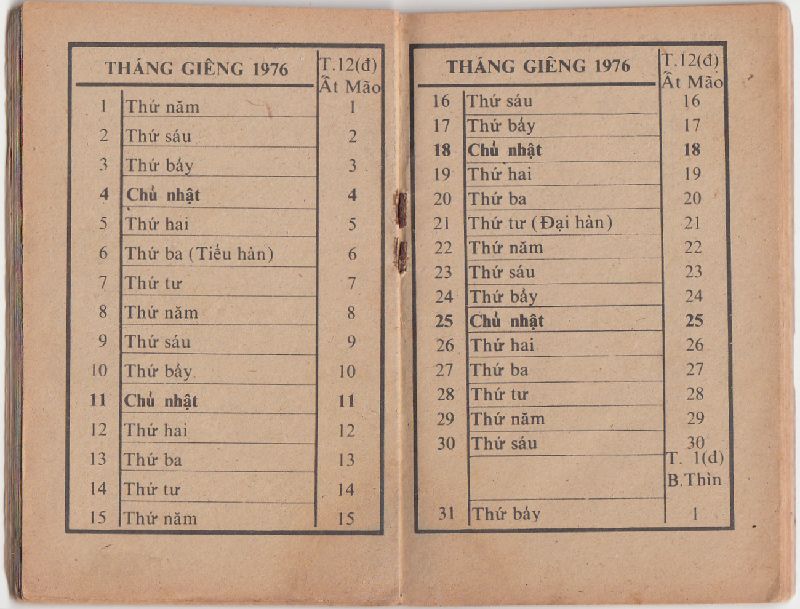 THÁNG GIÊNG 1976 T.12(đ)
Ất Mão
1 Thứ năm 1
2 Thứ sáu 2
3 Thứ bẩy 3
4 Chủ nhật 4
5 Thứ hai 5
6 Thứ ba (Tiểu hàn) 6
7 Thứ tư 7
8 Thứ năm 8
9 Thứ sáu 9
10 Thứ bẩy 10
11 Chủ nhật 11
12 Thứ hai 12
13 Thứ ba 13
14 Thứ tư 14
15 Thứ năm 15
THÁNG GIÊNG 1976 T.12(đ)
Ất Mão
16 Thứ sáu 16
17 Thứ bẩy 17
18 Chủ nhật 18
19 Thứ hai 19
20 Thứ ba 20
21 Thứ tư (Đại hàn) 21
22 Thứ năm 22
23 Thứ sáu 23
24 Thứ bẩy 24
25 Chủ nhật 25
26 Thứ hai 26
27 Thứ ba 27
28 Thứ tư 28
29 Thứ năm 29
30 Thứ sáu 30
T. 1(đ)
B.Thìn
31 Thứ bẩy 1